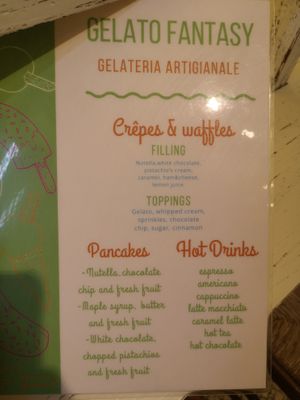 GELATO FANTASY
GELATERIA ARTIGIANALE
Crêpes & waffles
FILLING
Nutella,white chocolate,
pistachio's cream,
caramel, ham&cheese,
lemon juice
TOPPINGS
Gelato, whipped cream,
sprinkles, chocolate
chip, sugar, cinnamon
Pancakes
-Nutella, chocolate
chip and fresh fruit
-Maple syrup, butter
and fresh fruit
-White chocolate,
chopped pistachios
and fresh fruit
Hot Drinks
espresso
americano
cappuccino
latte macchiato
caramel latte
hot tea
hot chocolate